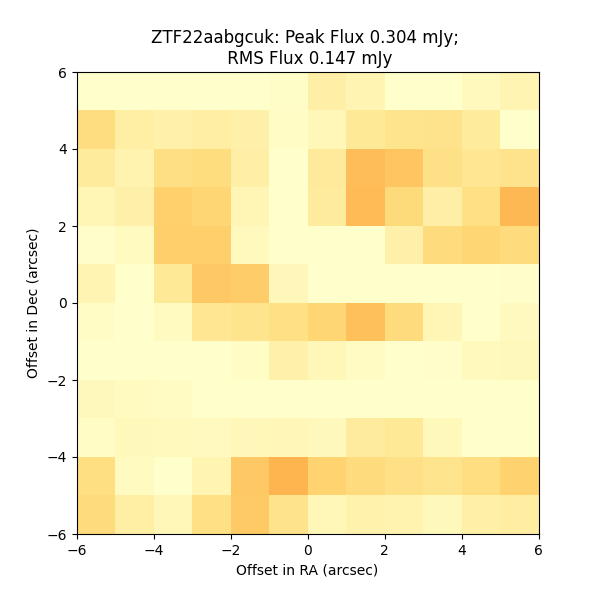 ZTF22aabgcuk: Peak Flux 0.304 mJy;
RMS Flux 0.147 mJy
6
4
2
0
−2
−4
−6
Offset in Dec (arcsec)
−6 −4 −2 0 2 4 6
Offset in RA (arcsec)